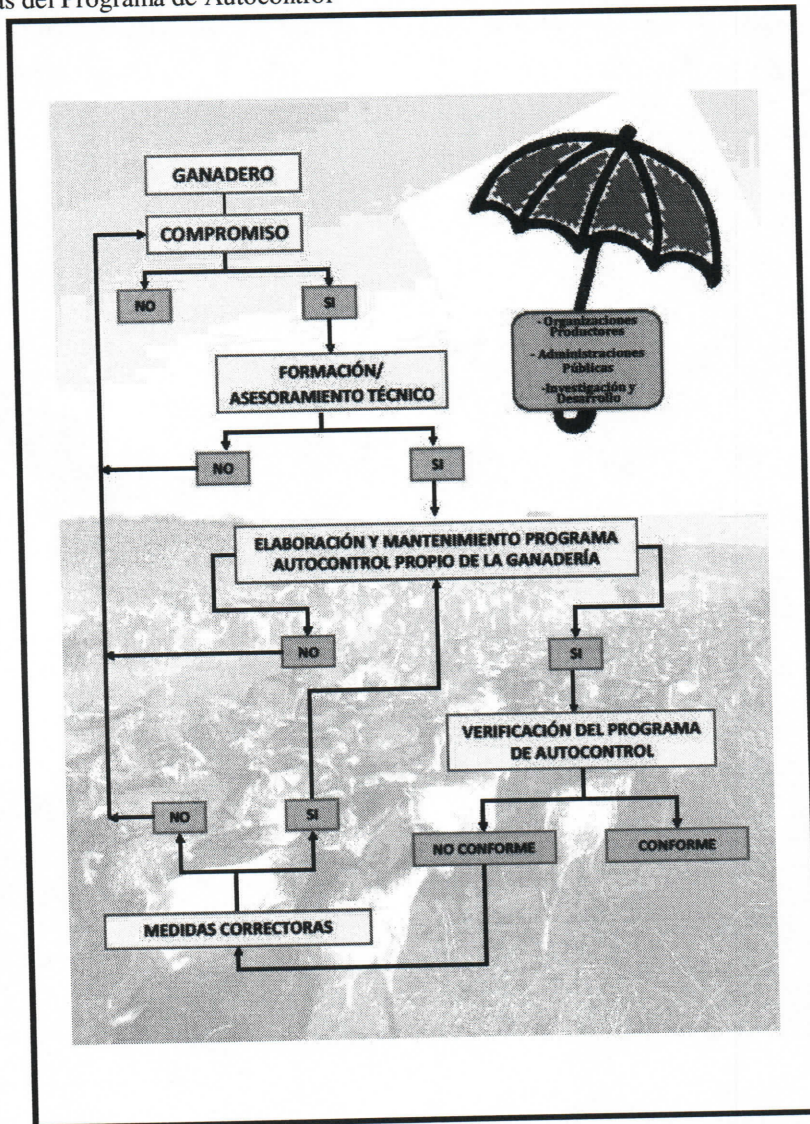 as del Programa de Autocontrol
GANADERO
COMPROMISO
NO
SI
- Organizaciones
Productores
- Administraciones
Públicas
-Investigación y
Desarrollo
FORMACIÓN/
ASESORAMIENTO TÉCNICO
NO
SI
ELABORACIÓN Y MANTENIMIENTO PROGRAMA
AUTOCONTROL PROPIO DE LA GANADERÍA
NO
SI
VERIFICACIÓN DEL PROGRAMA
DE AUTOCONTROL
NO
SI
NO CONFORME
CONFORME
MEDIDAS CORRECTORAS